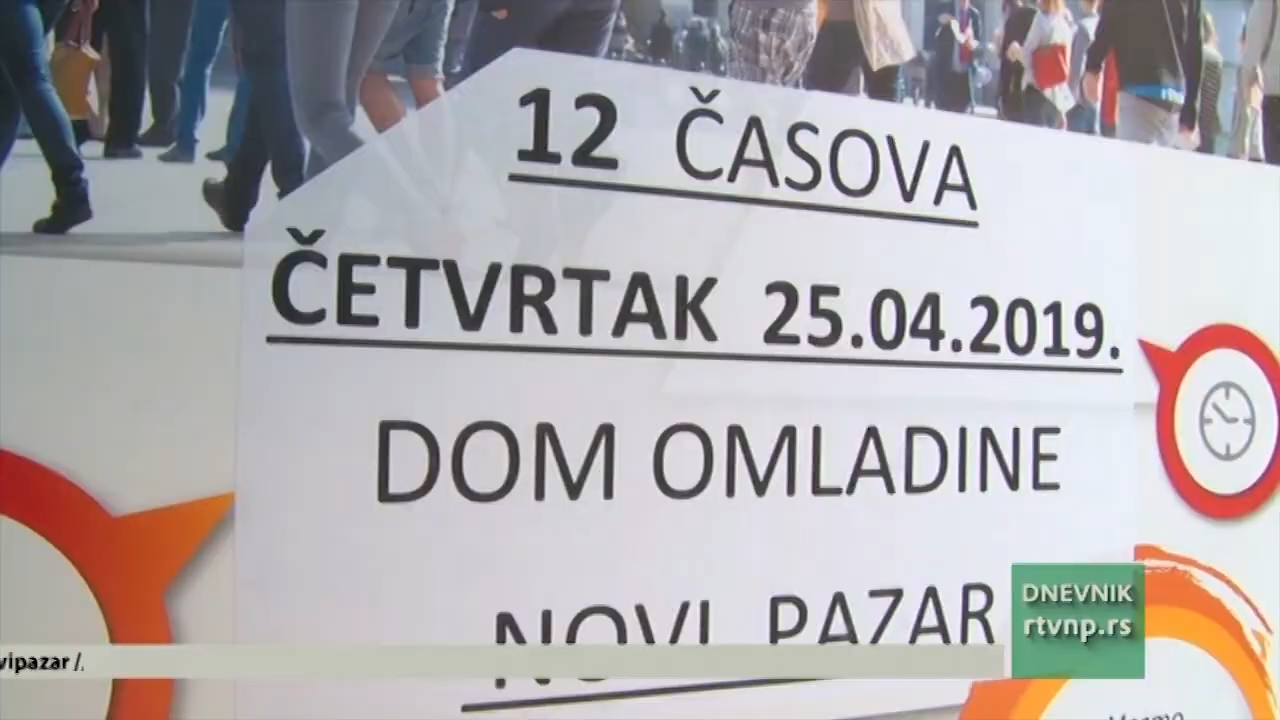 12 ČASOVA
ČETVRTAK 25.04.2019.
DOM OMLADINE
NOVI PAZAR
DNEVNIK
rtvnp.rs
vipazar /.